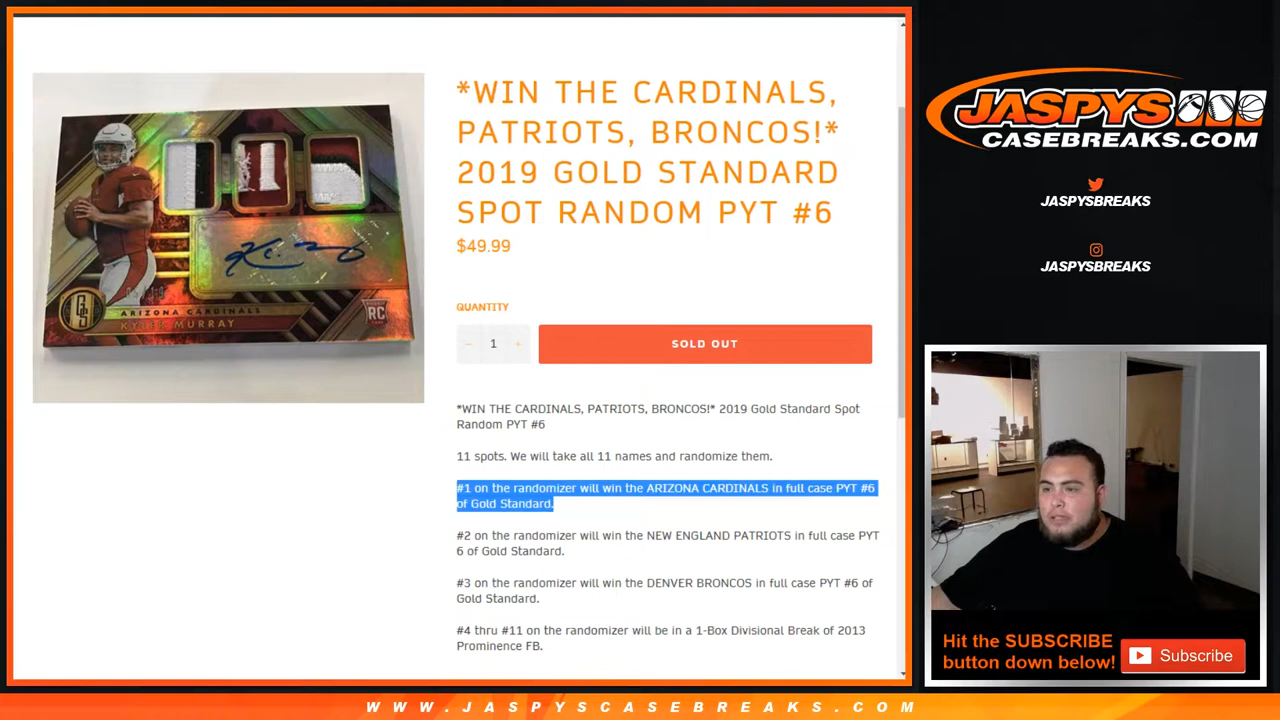 *WIN THE CARDINALS,
PATRIOTS, BRONCOS!*
2019 GOLD STANDARD
SPOT RANDOM PYT #6
$49.99
QUANTITY
− 1 +
SOLD OUT
*WIN THE CARDINALS, PATRIOTS, BRONCOS!* 2019 Gold Standard Spot
Random PYT #6
11 spots. We will take all 11 names and randomize them.
#1 on the randomizer will win the ARIZONA CARDINALS in full case PYT #6
of Gold Standard.
#2 on the randomizer will win the NEW ENGLAND PATRIOTS in full case PYT
6 of Gold Standard.
#3 on the randomizer will win the DENVER BRONCOS in full case PYT #6 of
Gold Standard.
#4 thru #11 on the randomizer will be in a 1-Box Divisional Break of 2013
Prominence FB.
ARIZONA CARDINALS
KYLER MURRAY
GS
RC
JASPYS
CASEBREAKS.COM
JASPYSBREAKS
JASPYSBREAKS
Hit the SUBSCRIBE
button down below!
Subscribe
WWW.JASPYSCASEBREAKS.COM